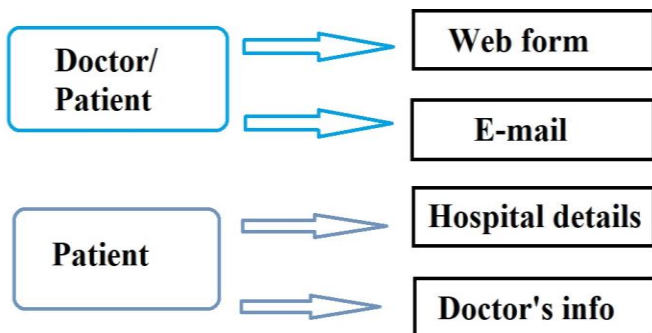 Doctor/
Patient
Web form
E-mail
Patient
Hospital details
Doctor's info